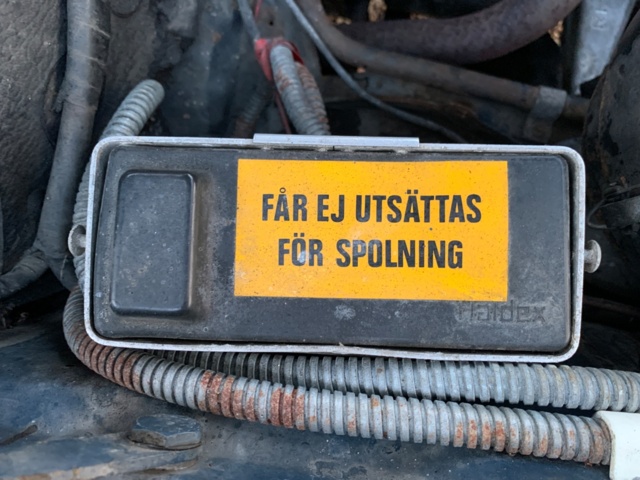 FÅR EJ UTSÄTTAS
FÖR SPOLNING
Haldex